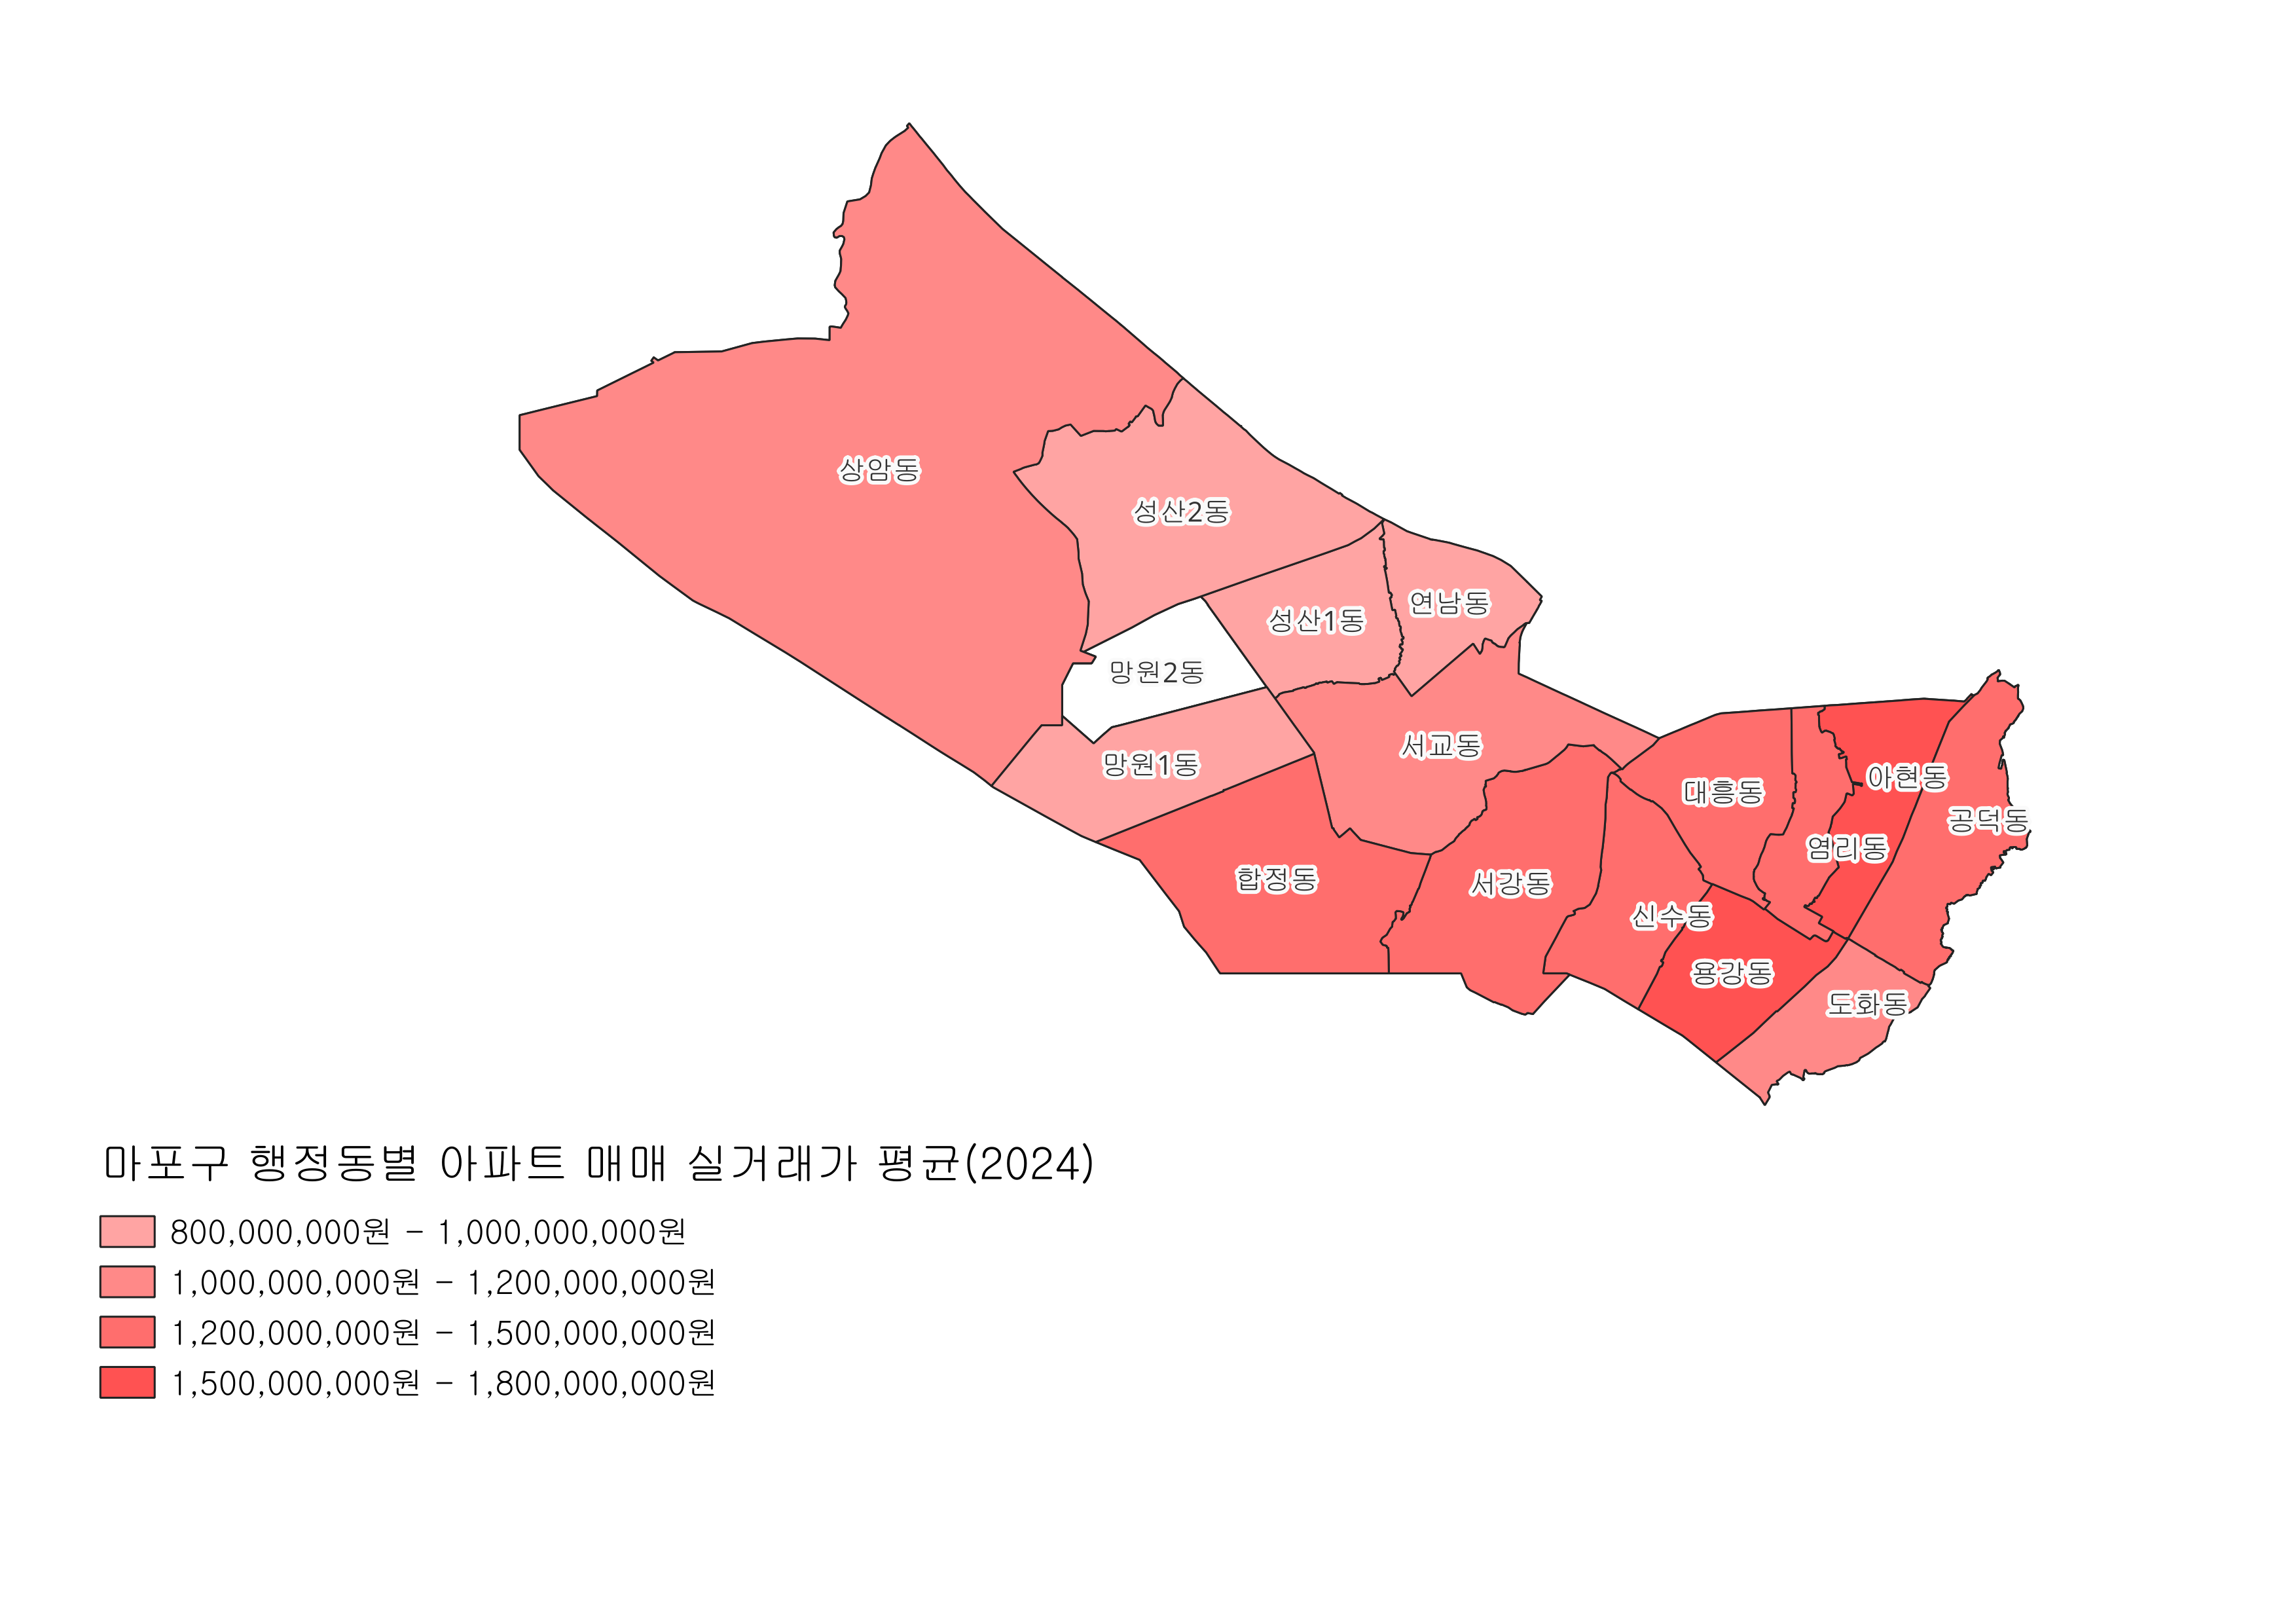 상암동
성산2동
연남동
성산1동
망원2동
서교동
망원1동
아현동
대흥동
공덕동
염리동
합정동
서강동
신수동
용강동
도화동
마포구 행정동별 아파트 매매 실거래가 평균(2024)
800,000,000원 - 1,000,000,000원
1,000,000,000원 - 1,200,000,000원
1,200,000,000원 - 1,500,000,000원
1,500,000,000원 - 1,800,000,000원